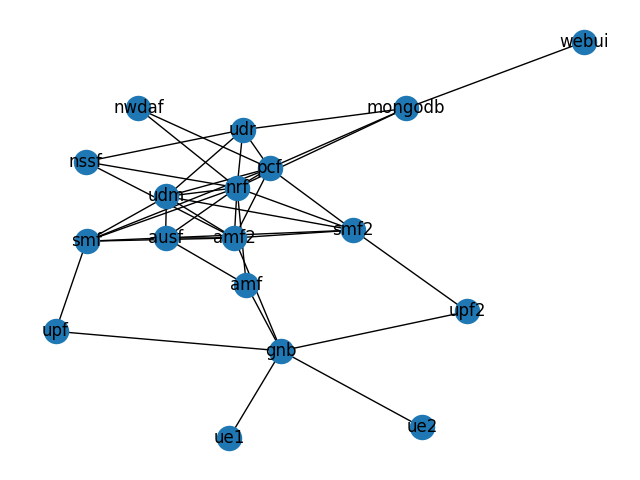 webui
nwdaf
mongodb
udr
nssf
pcf
nrf
udm
smf
ausf
amf2
smf2
amf
upf
upf2
gnb
ue1
ue2